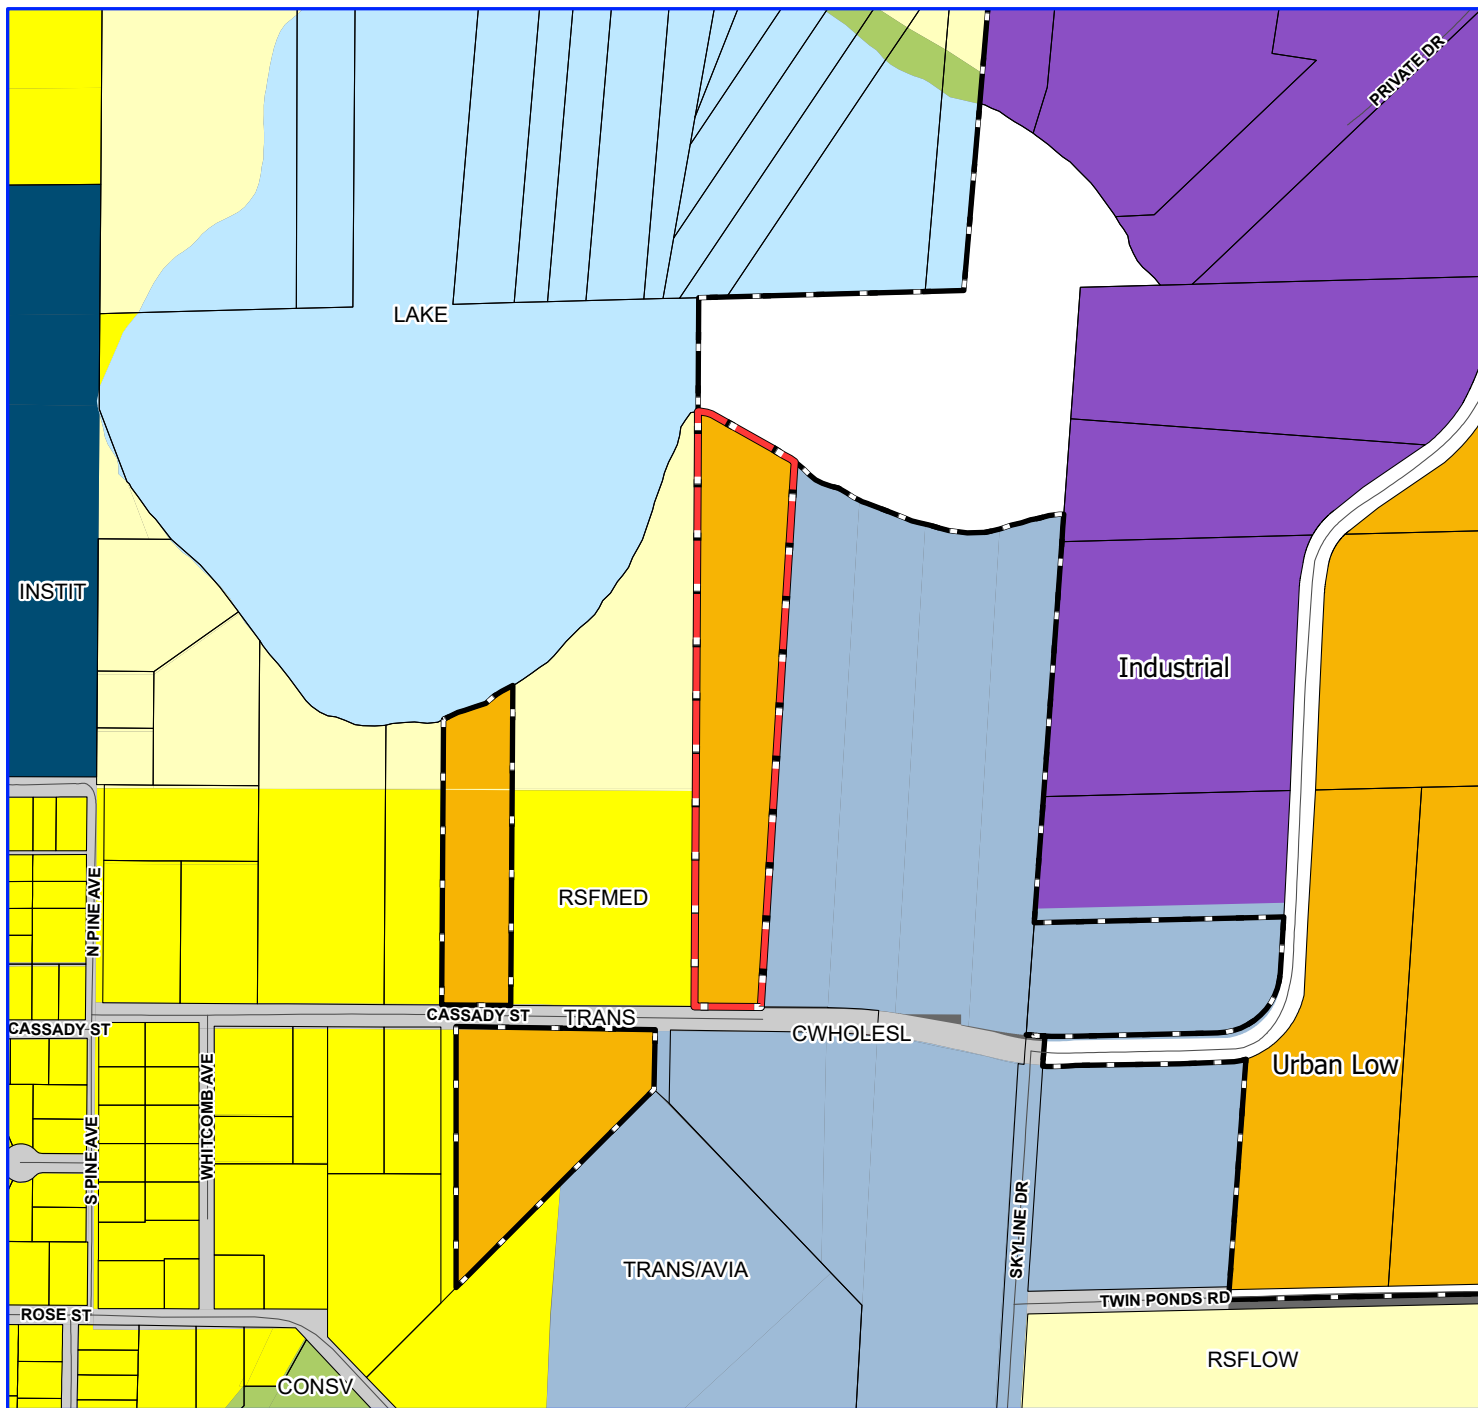 PRIVATE DR
LAKE
INSTIT
Industrial
RSFMED
N PINE AVE
CASSADY ST
TRANS
CASSADY ST
CWHOLESL
Urban Low
WHITCOMB AVE
S PINE AVE
SKYLINE DR
TRANS/AVIA
TWIN PONDS RD
ROSE ST
RSFLOW
CONSV